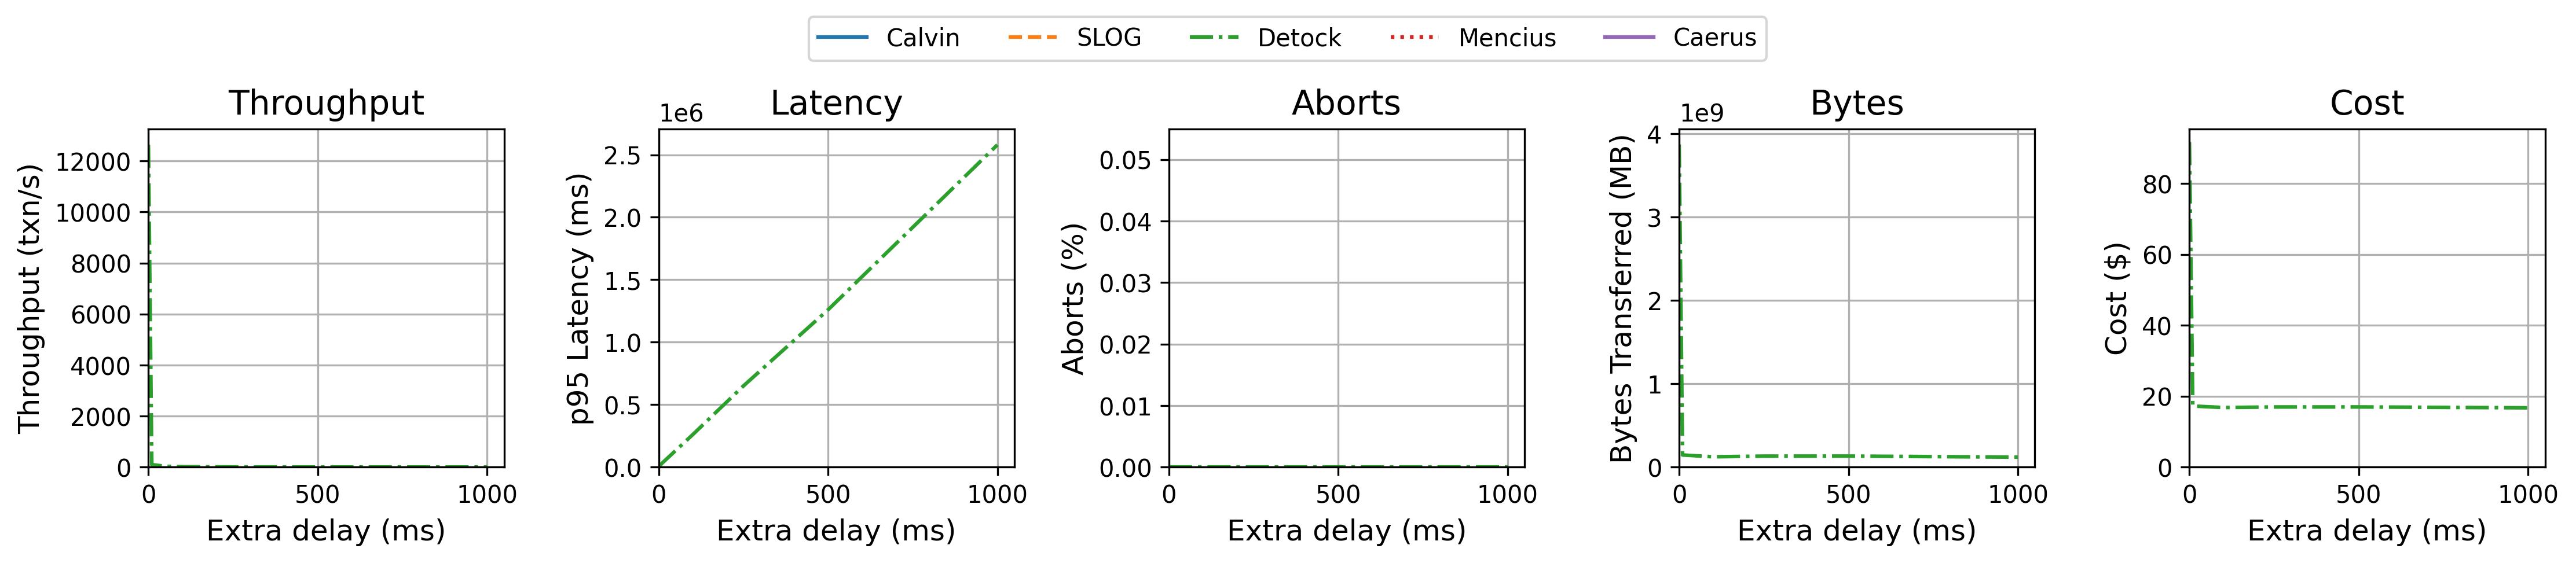 Calvin SLOG Detock Mencius Caerus
Throughput
Throughput (txn/s)
12000
10000
8000
6000
4000
2000
0
0 500 1000
Extra delay (ms)
Latency
1e6
p95 Latency (ms)
2.5
2.0
1.5
1.0
0.5
0.0
0 500 1000
Extra delay (ms)
Aborts
Aborts (%)
0.05
0.04
0.03
0.02
0.01
0.00
0 500 1000
Extra delay (ms)
Bytes
1e9
Bytes Transferred (MB)
4
3
2
1
0
0 500 1000
Extra delay (ms)
Cost
Cost ($)
80
60
40
20
0
0 500 1000
Extra delay (ms)